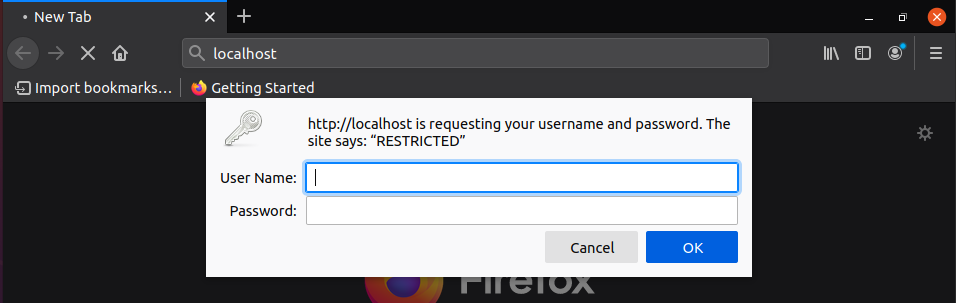 New Tab
localhost
Import bookmarks...
Getting Started
http://localhost is requesting your username and password. The
site says: “RESTRICTED”
User Name:
Password:
Cancel
OK
Firefox